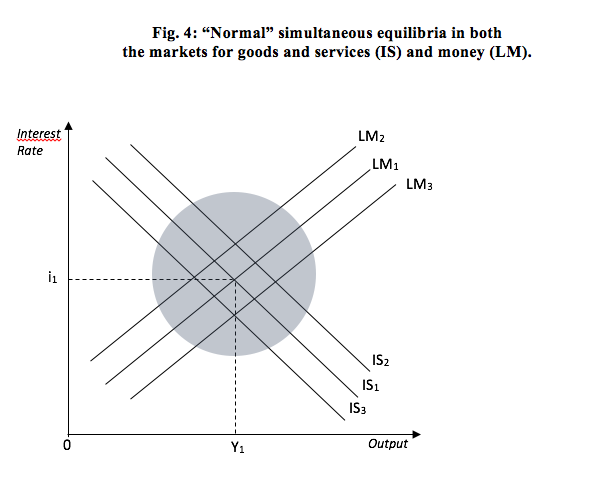 Fig. 4: “Normal” simultaneous equilibria in both
the markets for goods and services (IS) and money (LM).
Interest
Rate
LM2
LM1
LM3
i1
IS2
IS1
IS3
0
Y1
Output